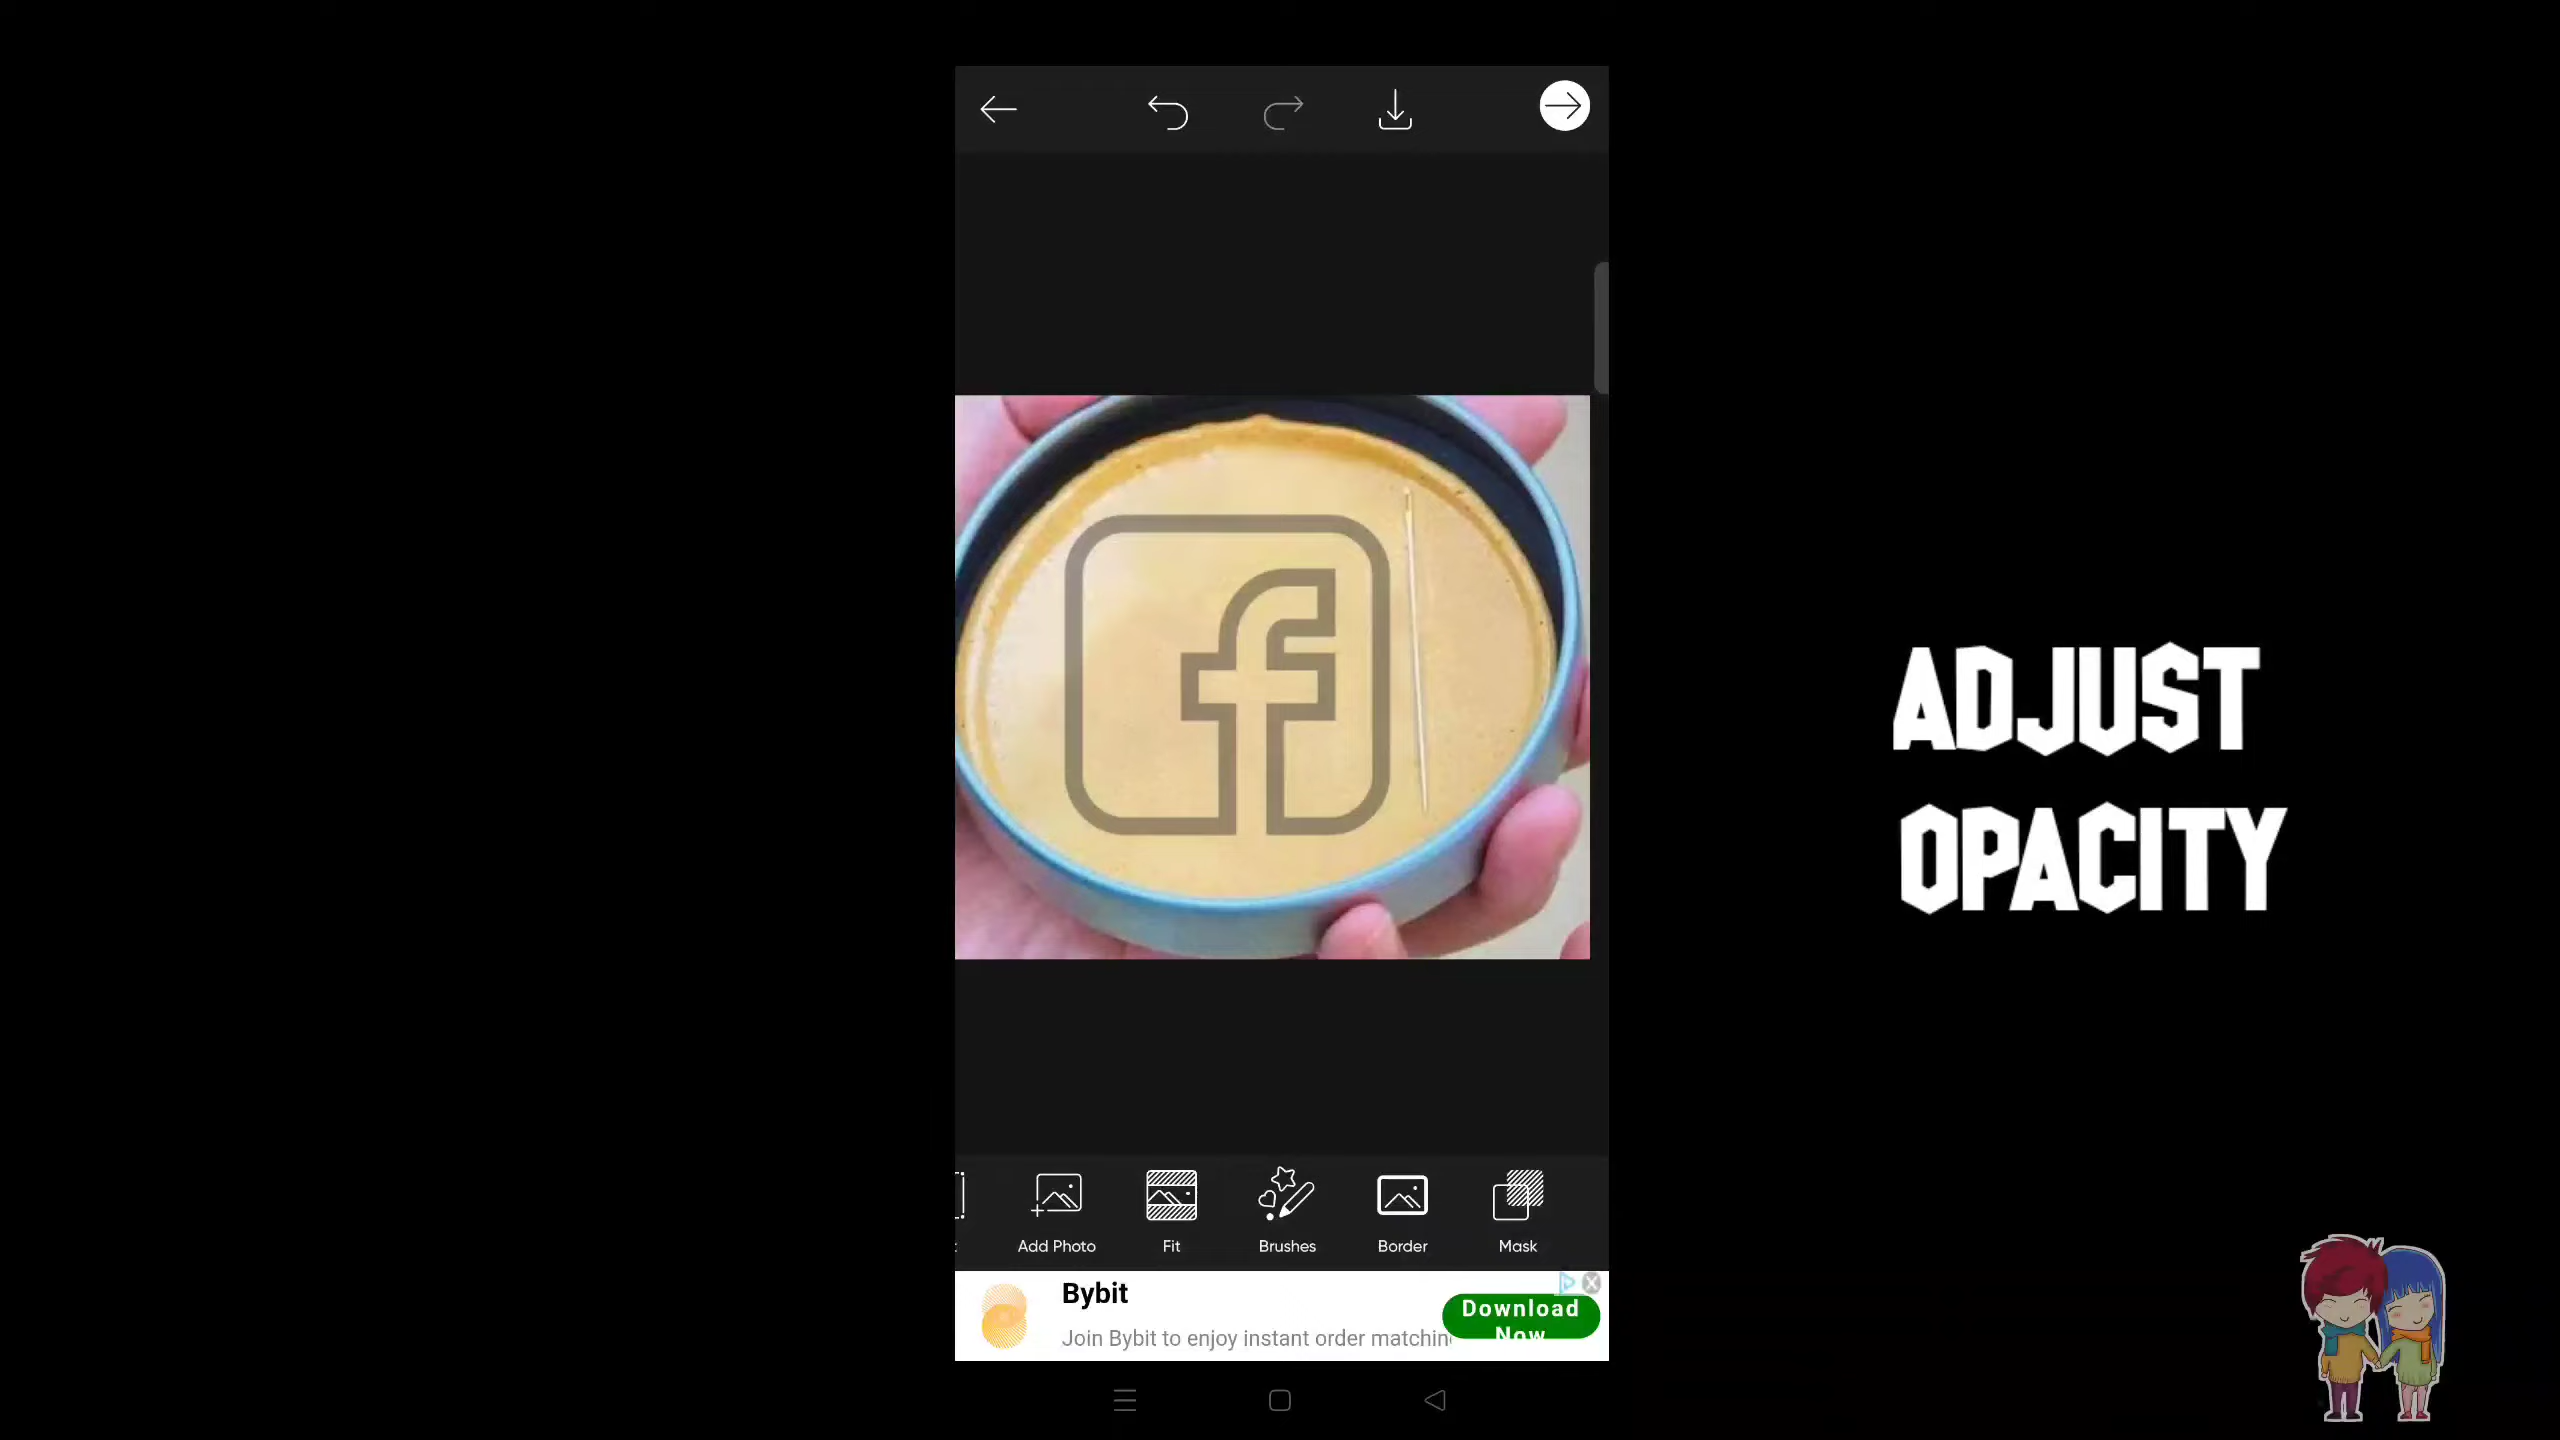 ADJUST
OPACITY
Add Photo
Fit
Brushes
Border
Mask
Bybit
Join Bybit to enjoy instant order matchin
Download
Now